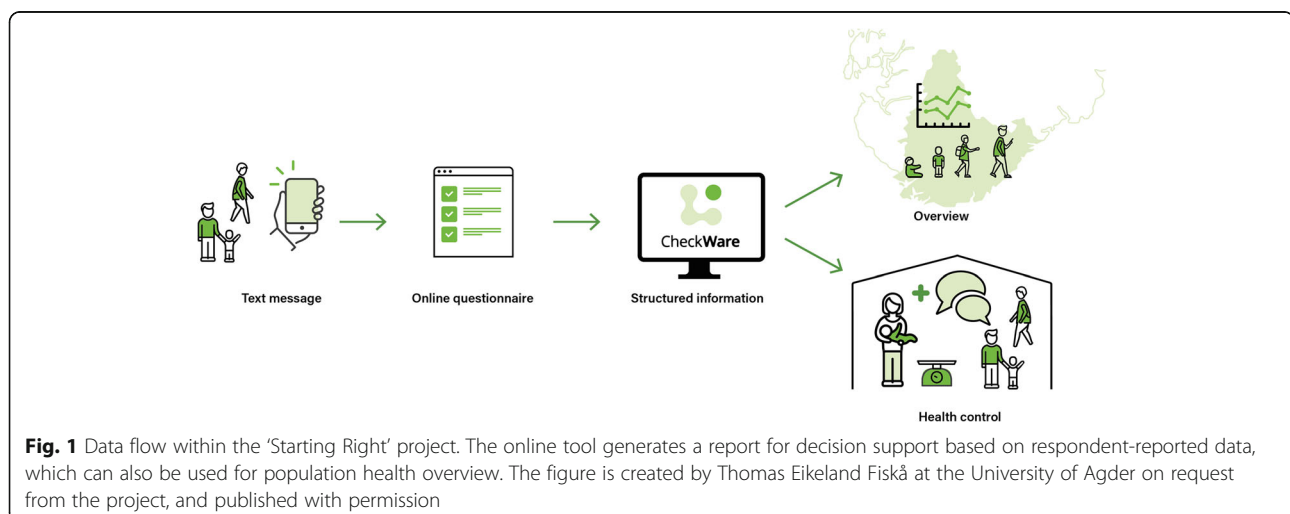 Text message
Online questionnaire
CheckWare
Structured information
Overview
Health control
Fig. 1 Data flow within the ‘Starting Right’ project. The online tool generates a report for decision support based on respondent-reported data,
which can also be used for population health overview. The figure is created by Thomas Eikeland Fiskå at the University of Agder on request
from the project, and published with permission